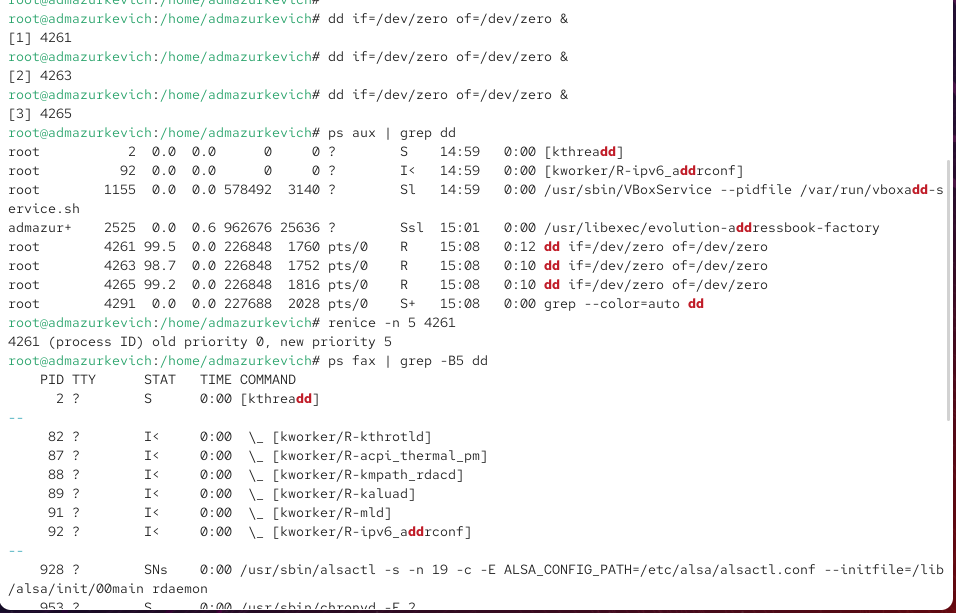 root@admazurkevich:/home/admazurkevich#
root@admazurkevich:/home/admazurkevich# dd if=/dev/zero of=/dev/zero &
[1] 4261
root@admazurkevich:/home/admazurkevich# dd if=/dev/zero of=/dev/zero &
[2] 4263
root@admazurkevich:/home/admazurkevich# dd if=/dev/zero of=/dev/zero &
[3] 4265
root@admazurkevich:/home/admazurkevich# ps aux | grep dd
root           2  0.0  0.0      0     0 ?        S    14:59   0:00 [kthreadd]
root          92  0.0  0.0      0     0 ?        I<   14:59   0:00 [kworker/R-ipv6_addrconf]
root        1155  0.0  0.0 578492  3140 ?        Sl   14:59   0:00 /usr/sbin/VBoxService --pidfile /var/run/vboxadd-s
ervice.sh
admazur+    2525  0.0  0.6 962676 25636 ?        Ssl  15:01   0:00 /usr/libexec/evolution-addressbook-factory
root        4261 99.5  0.0 226848  1760 pts/0    R    15:08   0:12 dd if=/dev/zero of=/dev/zero
root        4263 98.7  0.0 226848  1752 pts/0    R    15:08   0:10 dd if=/dev/zero of=/dev/zero
root        4265 99.2  0.0 226848  1816 pts/0    R    15:08   0:10 dd if=/dev/zero of=/dev/zero
root        4291  0.0  0.0 227688  2028 pts/0    S+   15:08   0:00 grep --color=auto dd
root@admazurkevich:/home/admazurkevich# renice -n 5 4261
4261 (process ID) old priority 0, new priority 5
root@admazurkevich:/home/admazurkevich# ps fax | grep -B5 dd
    PID TTY      STAT   TIME COMMAND
      2 ?        S      0:00 [kthreadd]
--
     82 ?        I<     0:00  \_ [kworker/R-kthrotld]
     87 ?        I<     0:00  \_ [kworker/R-acpi_thermal_pm]
     88 ?        I<     0:00  \_ [kworker/R-kmpath_rdacd]
     89 ?        I<     0:00  \_ [kworker/R-kaluad]
     91 ?        I<     0:00  \_ [kworker/R-mld]
     92 ?        I<     0:00  \_ [kworker/R-ipv6_addrconf]
--
    928 ?        SNs    0:00 /usr/sbin/alsactl -s -n 19 -c -E ALSA_CONFIG_PATH=/etc/alsa/alsactl.conf --initfile=/lib
/alsa/init/00main rdaemon
    953 ?        S      0:00 /usr/sbin/chronyd -F 2